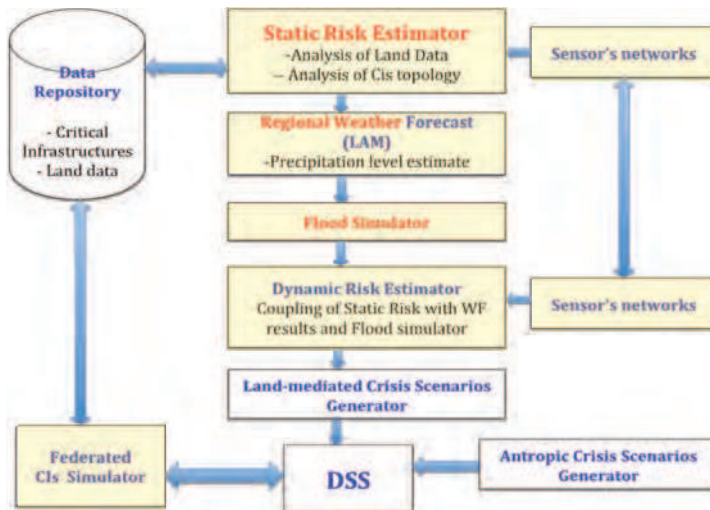 Static Risk Estimator
-Analysis of Land Data
– Analysis of Cis topology
Sensor's networks
Data
Repository
- Critical
Infrastructures
- Land data
Regional Weather Forecast
(LAM)
-Precipitation level estimate
Flood Simulator
Dynamic Risk Estimator
Coupling of Static Risk with WF
results and Flood simulator
Sensor's networks
Land-mediated Crisis Scenarios
Generator
Federated
CIs Simulator
DSS
Antropic Crisis Scenarios
Generator